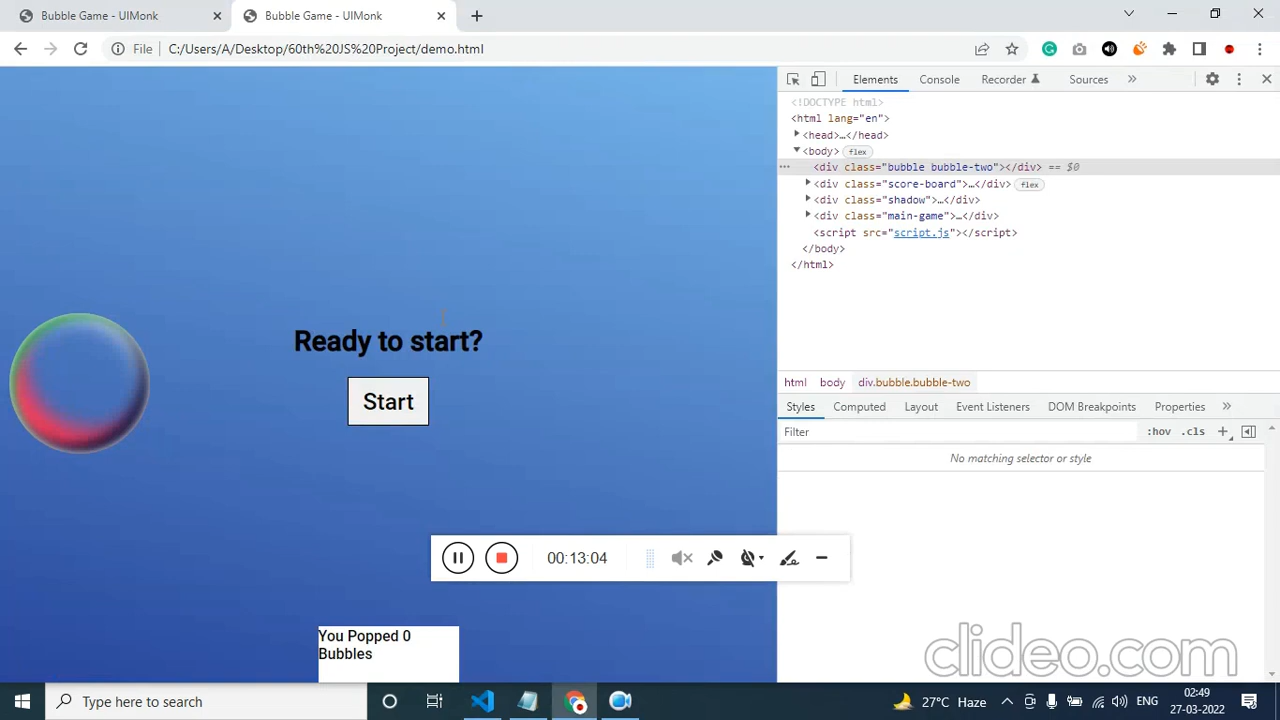 Bubble Game - UIMonk
Bubble Game - UIMonk
File
C:/Users/A/Desktop/60th%20JS%20Project/demo.html
Elements
Console
Recorder
Sources
<!DOCTYPE html>
<html lang="en">
<head>…</head>
<body> flex
<div class="bubble bubble-two"></div> == $0
<div class="score-board">…</div> flex
<div class="shadow">…</div>
<div class="main-game">…</div>
<script src="script.js"></script>
</body>
</html>
Ready to start?
Start
html body div.bubble.bubble-two
Styles Computed Layout Event Listeners DOM Breakpoints Properties
Filter
:hov .cls
No matching selector or style
00:13:04
You Popped 0
Bubbles
clideo.com
Type here to search
27°C Haze
ENG
02:49
27-03-2022